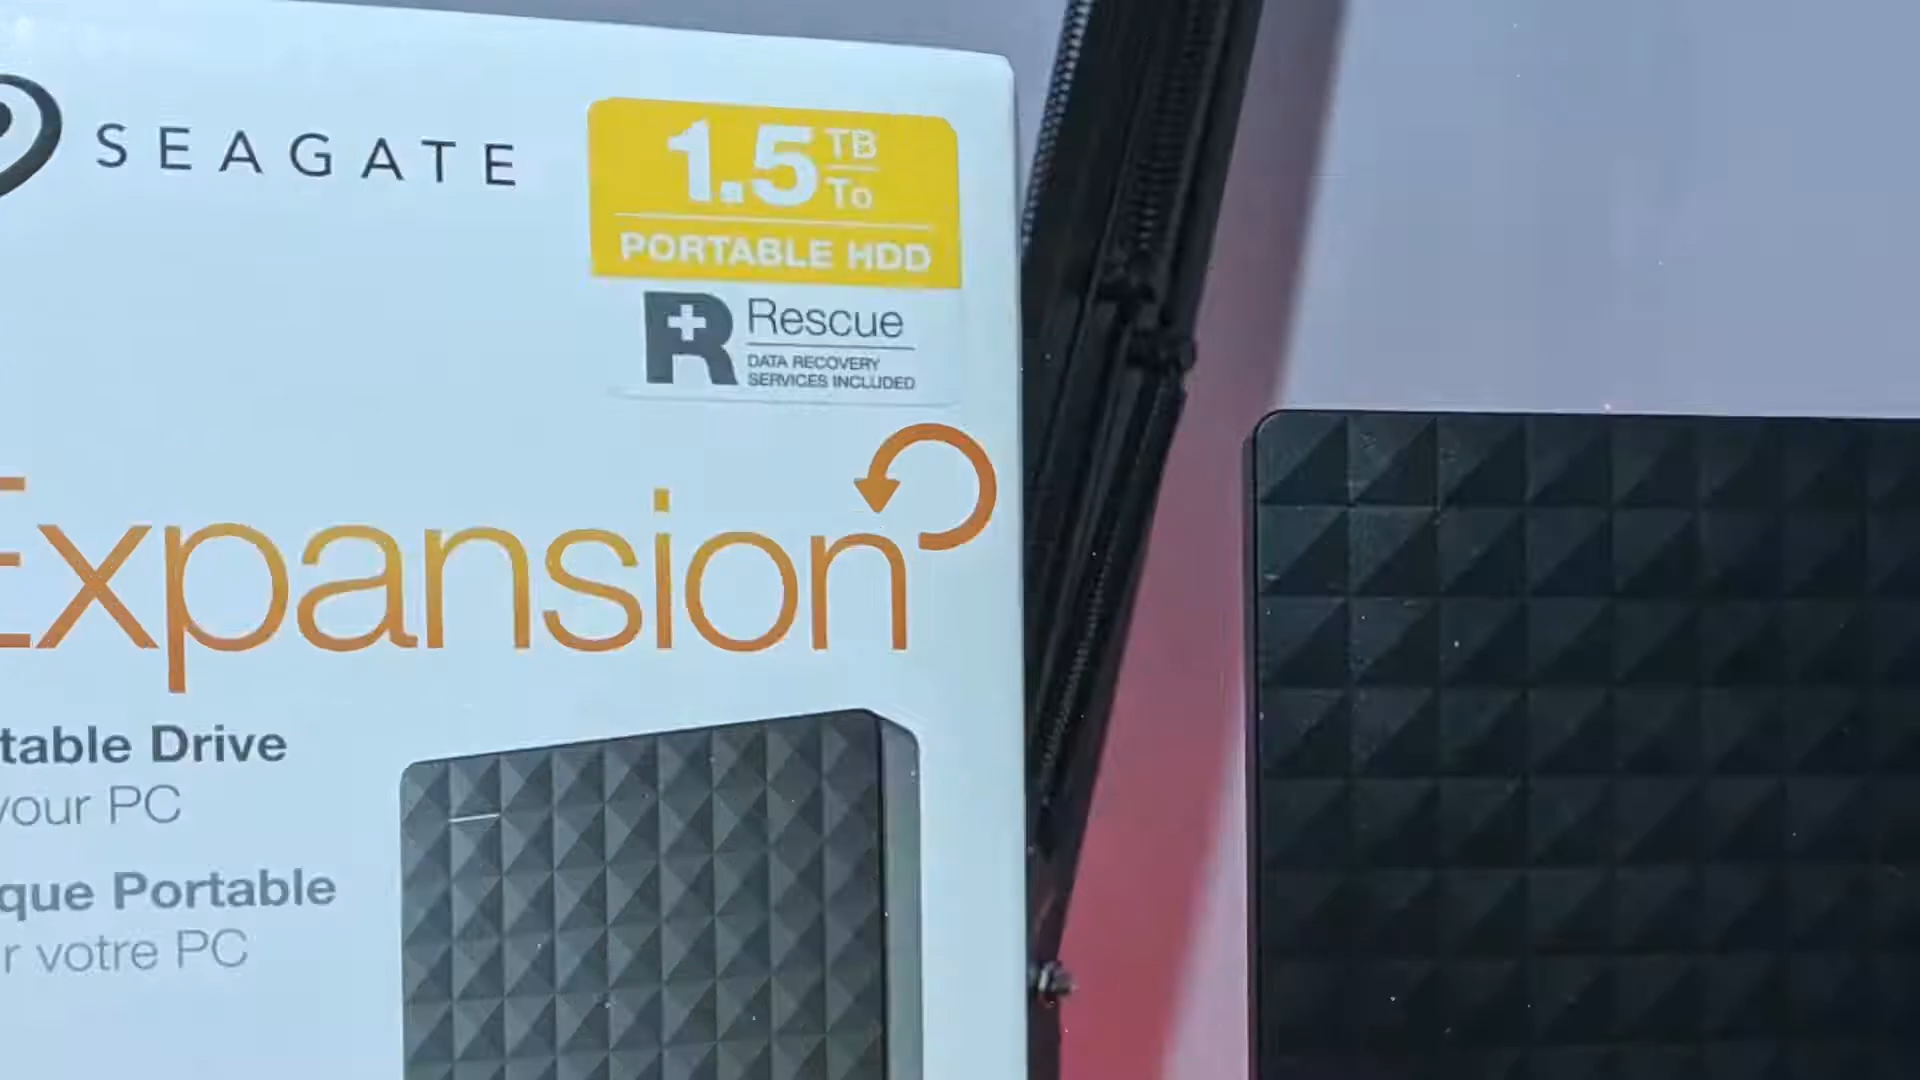 SEAGATE
1.5 TB
To
PORTABLE HDD
R Rescue
DATA RECOVERY
SERVICES INCLUDED
Expansion
table Drive
your PC
que Portable
r votre PC